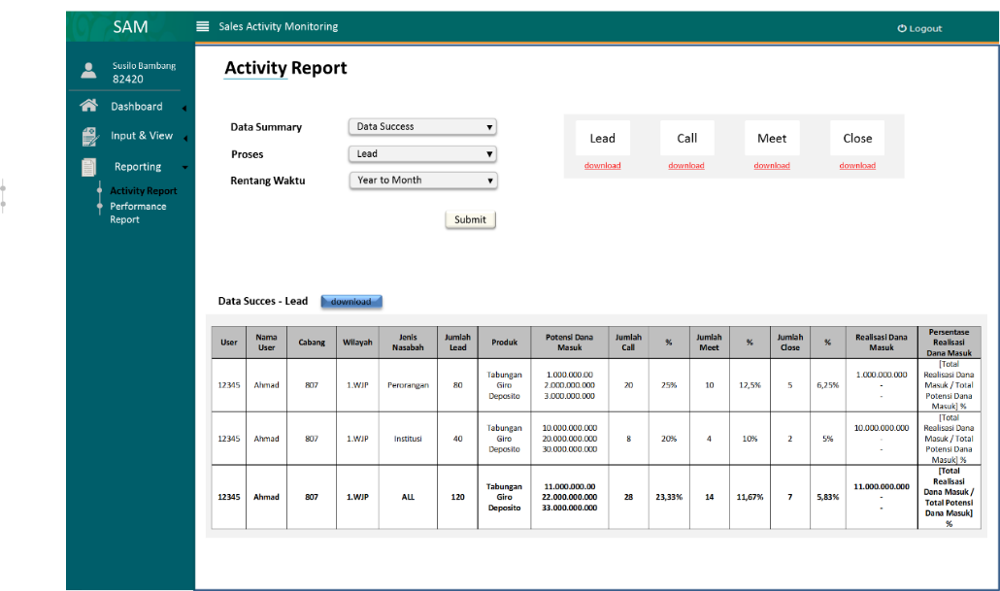 SAM
Sales Activity Monitoring
Logout
Susilo Bambang
82420
Dashboard
Input & View
Reporting
Activity Report
Performance
Report
Activity Report
Data Summary
Data Success
Proses
Lead
Rentang Waktu
Year to Month
Submit
Lead
Call
Meet
Close
download
download
download
download
Data Succes - Lead
download
User
Nama
User
Cabang
Wilayah
Jenis
Nasabah
Jumlah
Lead
Produk
Potensi Dana
Masuk
Jumlah
Call
%
Jumlah
Meet
%
Jumlah
Close
%
Realisasi Dana
Masuk
Persentase
Realisasi
Dana Masuk
12345
Ahmad
807
1.WJP
Perorangan
80
Tabungan
Giro
Deposito
1.000.000.00
2.000.000.000
3.000.000.000
20
25%
10
12,5%
5
6,25%
1.000.000.000
-
-
[Total
Realisasi Dana
Masuk / Total
Potensi Dana
Masuk] %
12345
Ahmad
807
1.WJP
Institusi
40
Tabungan
Giro
Deposito
10.000.000.000
20.000.000.000
30.000.000.000
8
20%
4
10%
2
5%
10.000.000.000
-
-
[Total
Realisasi Dana
Masuk / Total
Potensi Dana
Masuk] %
12345
Ahmad
807
1.WJP
ALL
120
Tabungan
Giro
Deposito
11.000.000.00
22.000.000.000
33.000.000.000
28
23,33%
14
11,67%
7
5,83%
11.000.000.000
-
-
[Total
Realisasi
Dana Masuk /
Total Potensi
Dana Masuk]
%